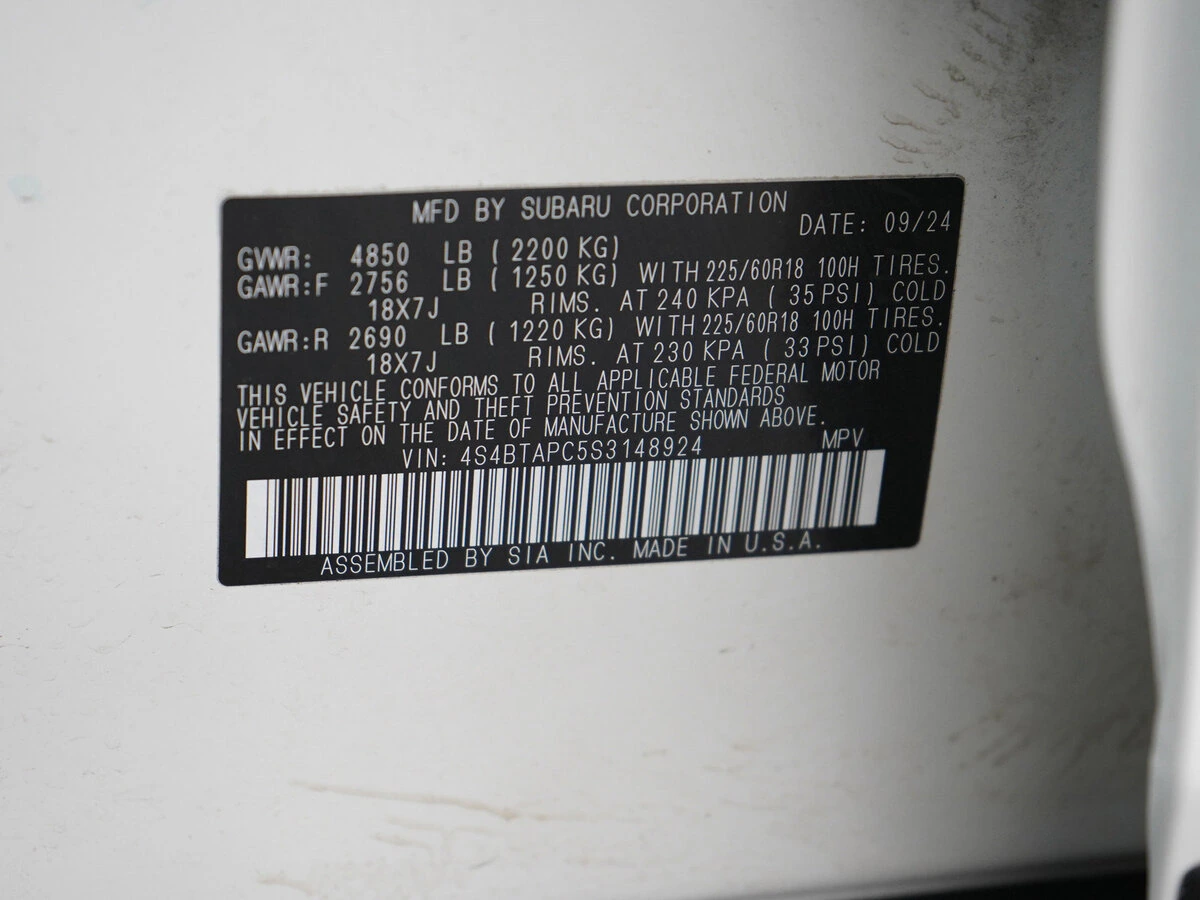 MFD BY SUBARU CORPORATION
DATE: 09/24
GVWR: 4850 LB ( 2200 KG)
GAWR:F 2756 LB ( 1250 KG) WITH 225/60R18 100H TIRES.
18X7J RIMS. AT 240 KPA ( 35 PSI) COLD
GAWR:R 2690 LB ( 1220 KG) WITH 225/60R18 100H TIRES.
18X7J RIMS. AT 230 KPA ( 33 PSI) COLD
THIS VEHICLE CONFORMS TO ALL APPLICABLE FEDERAL MOTOR
VEHICLE SAFETY AND THEFT PREVENTION STANDARDS
IN EFFECT ON THE DATE OF MANUFACTURE SHOWN ABOVE.
VIN: 4S4BTAPC5S3148924 MPV
ASSEMBLED BY SIA INC. MADE IN U.S.A.